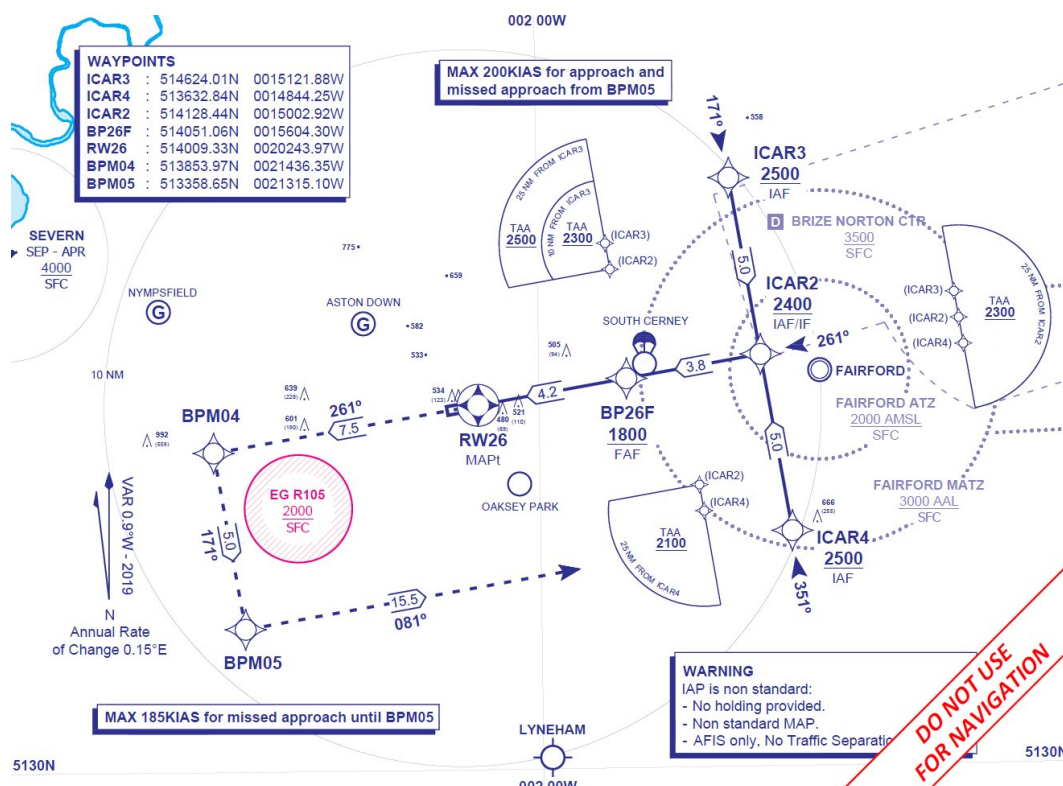 002 00W
WAYPOINTS
ICAR3 : 514624.01N 0015121.88W
ICAR4 : 513632.84N 0014844.25W
ICAR2 : 514128.44N 0015002.92W
BP26F : 514051.06N 0015604.30W
RW26 : 514009.33N 0020243.97W
BPM04 : 513853.97N 0021436.35W
BPM05 : 513358.65N 0021315.10W
MAX 200KIAS for approach and
missed approach from BPM05
171°
558
ICAR3
2500
IAF
25 NM FROM ICAR3
TAA
2500
10 NM FROM ICAR3
TAA
2300
(ICAR3)
(ICAR2)
D BRIZE NORTON CTR
3500
SFC
5.0
SEVERN
SEP - APR
4000
SFC
775
659
NYMPSFIELD
G
ASTON DOWN
G
582
533
ICAR2
2400
IAF/IF
261°
(ICAR3)
(ICAR2)
(ICAR4)
TAA
2300
25 NM FROM ICAR2
SOUTH CERNEY
505
(94)
3.8
FAIRFORD
10 NM
4.2
BP26F
1800
FAF
FAIRFORD ATZ
2000 AMSL
SFC
639
(226)
601
(190)
534
(123)
480
(69)
521
(110)
BPM04
261°
7.5
RW26
MAPt
992
(569)
5.0
FAIRFORD MATZ
3000 AAL
SFC
EG R105
2000
SFC
OAKSEY PARK
(ICAR2)
(ICAR4)
TAA
2100
25 NM FROM ICAR4
666
(255)
ICAR4
2500
IAF
351°
VAR 0.9°W - 2019
N
Annual Rate
of Change 0.15°E
5.0
171°
15.5
081°
BPM05
WARNING
IAP is non standard:
- No holding provided.
- Non standard MAP.
- AFIS only, No Traffic Separatio
MAX 185KIAS for missed approach until BPM05
LYNEHAM
DO NOT USE
FOR NAVIGATION
5130N
5130N
002 00W